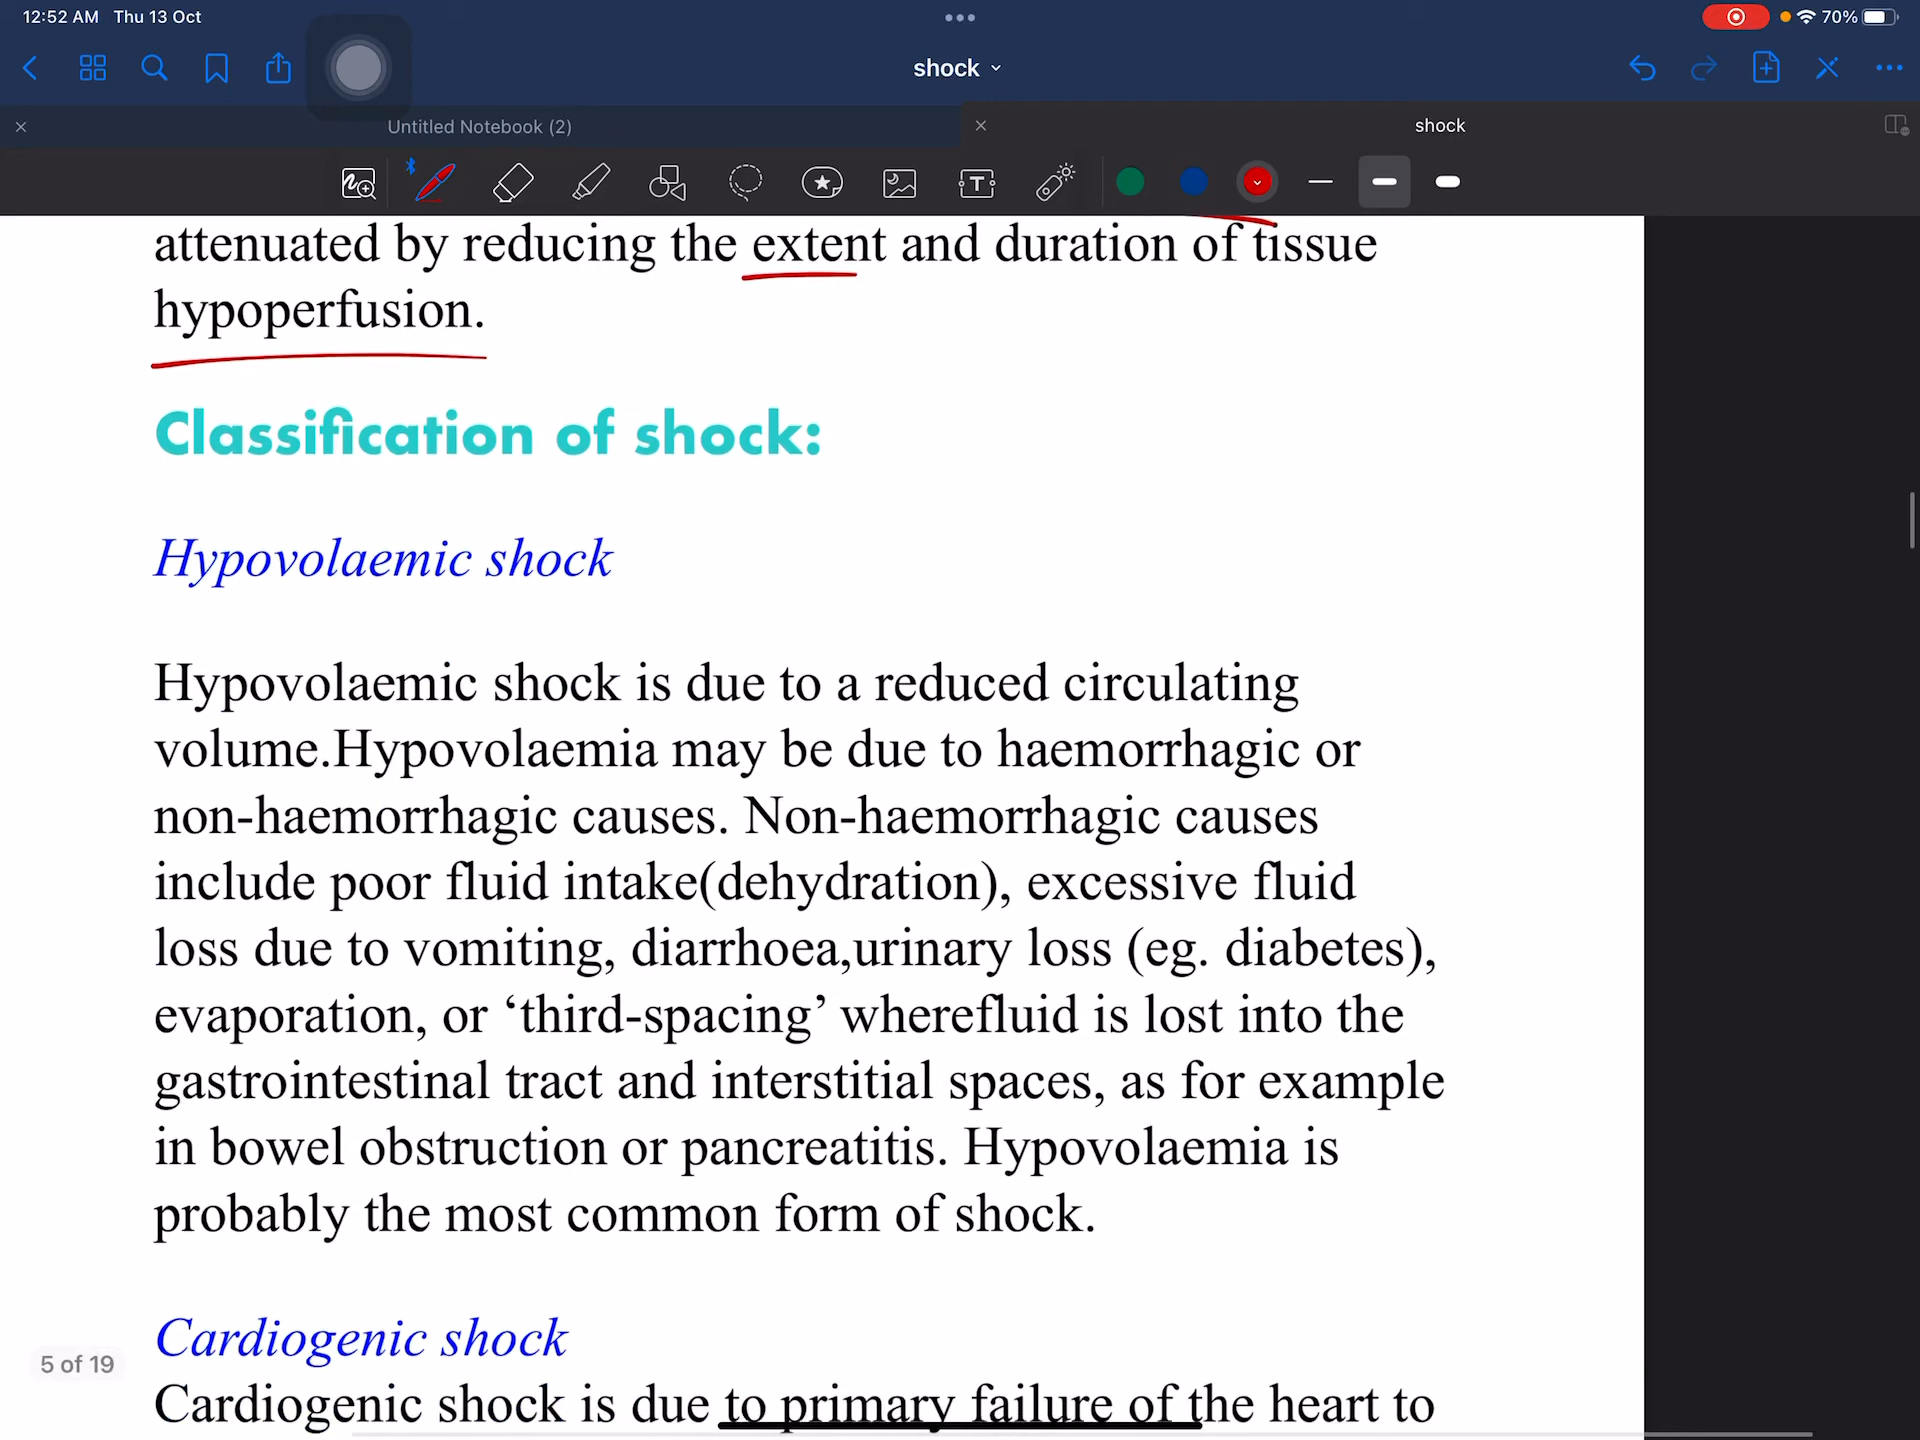 12:52 AM Thu 13 Oct
70%
shock
Untitled Notebook (2)
shock
T
attenuated by reducing the extent and duration of tissue
hypoperfusion.
Classification of shock:
Hypovolaemic shock
Hypovolaemic shock is due to a reduced circulating
volume.Hypovolaemia may be due to haemorrhagic or
non-haemorrhagic causes. Non-haemorrhagic causes
include poor fluid intake(dehydration), excessive fluid
loss due to vomiting, diarrhoea,urinary loss (eg. diabetes),
evaporation, or ‘third-spacing’ wherefluid is lost into the
gastrointestinal tract and interstitial spaces, as for example
in bowel obstruction or pancreatitis. Hypovolaemia is
probably the most common form of shock.
Cardiogenic shock
5 of 19
Cardiogenic shock is due to primary failure of the heart to